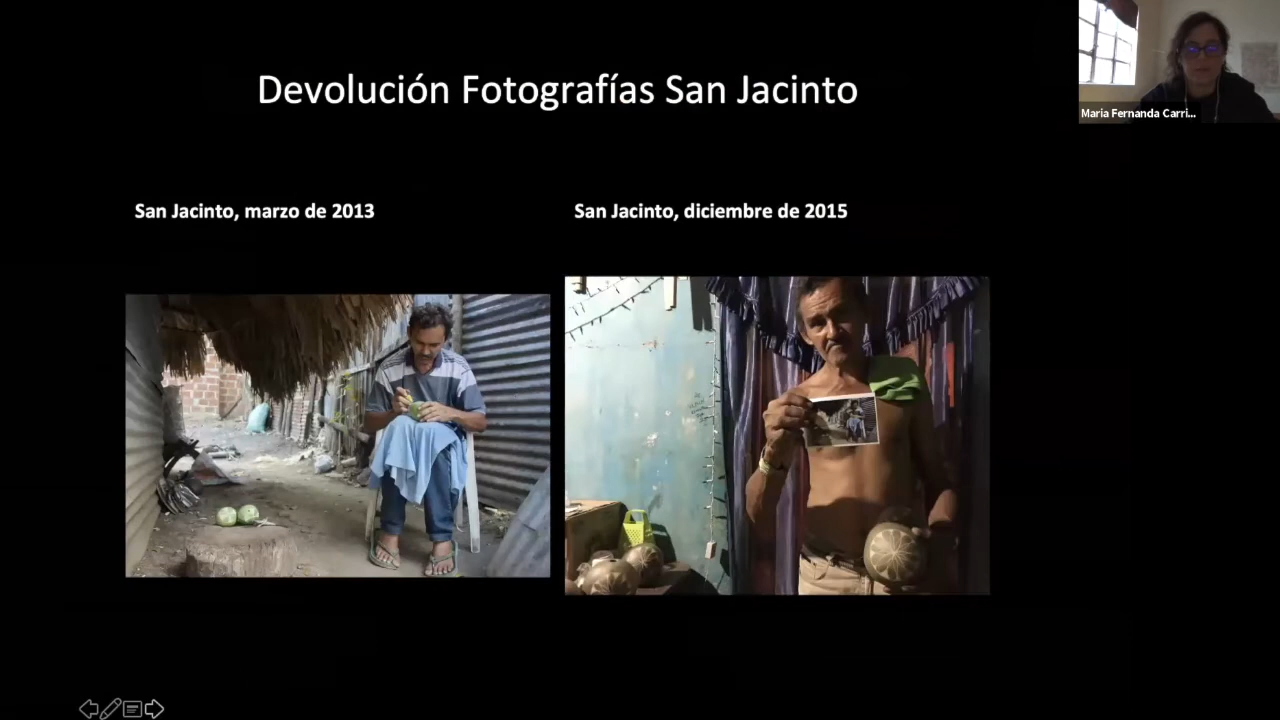 Devolución Fotografías San Jacinto
Maria Fernanda Carri...
San Jacinto, marzo de 2013
San Jacinto, diciembre de 2015